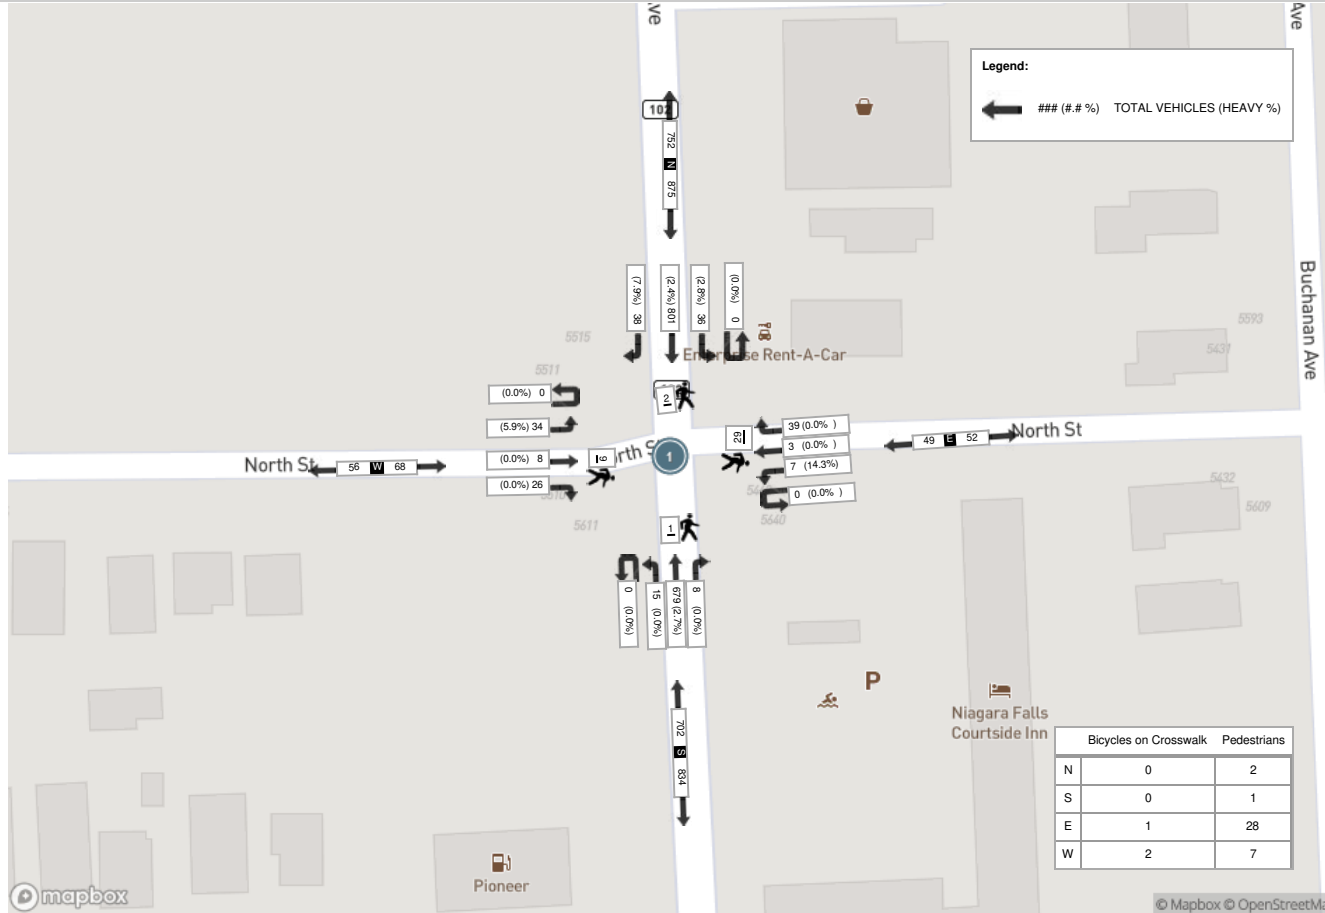 Ave
Ave
Legend:
### (#.# %) TOTAL VEHICLES (HEAVY %)
102
752 N 875
(7.9%) 38
(2.4%) 801
(2.8%) 36
(0.0%) 0
Buchanan Ave
5515
5593
5431
Enterprise Rent-A-Car
5511
(0.0%) 0
(5.9%) 34
(0.0%) 8
(0.0%) 26
2
29
9
1
39 (0.0% )
3 (0.0% )
7 (14.3%)
0 (0.0% )
49 E 52
North St
North St
56 W 68
rth S
5611
5640
5432
5609
1
0 (0.0%)
15 (0.0%)
679 (2.7%)
8 (0.0%)
702 S 834
P
Niagara Falls
Courtside Inn
Bicycles on Crosswalk Pedestrians
N 0 2
S 0 1
E 1 28
W 2 7
Pioneer
mapbox
© Mapbox © OpenStreetMa